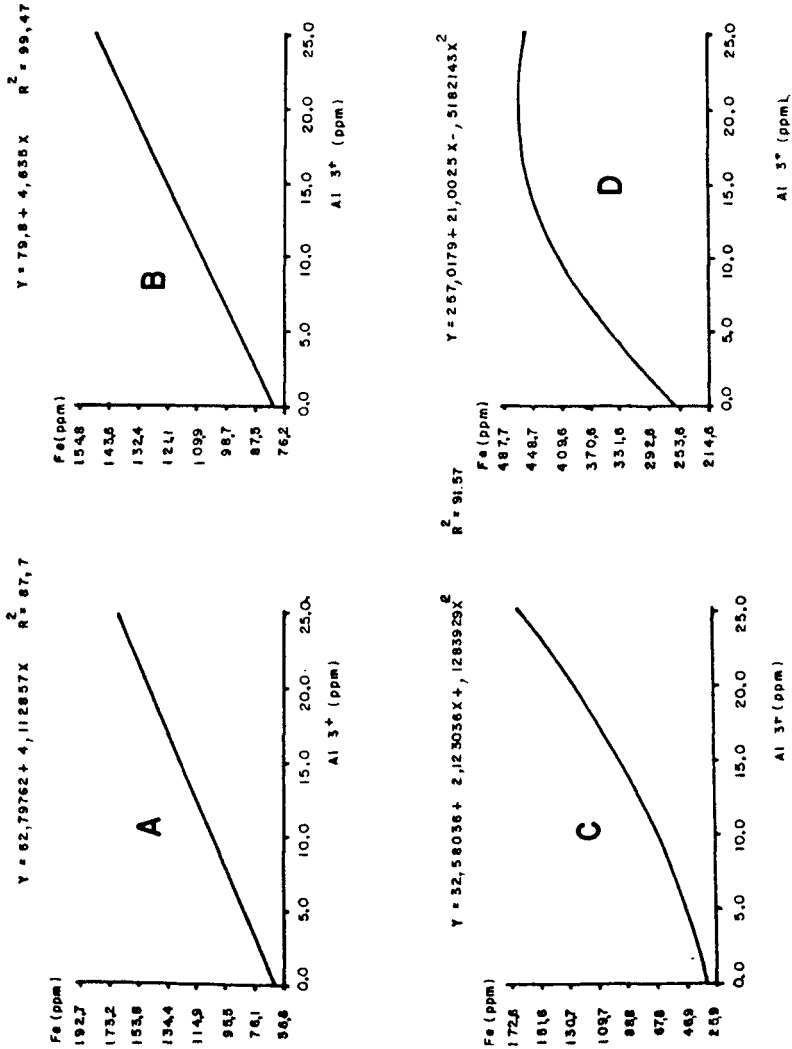 Y = 62,79762 + 4,112857X R² = 87,7
Fe (ppm)
192,7
173,2
153,8
134,4
114,9
95,5
76,1
56,6
A
0.0 5.0 10.0 15.0 20.0 25.0
Al 3+ (ppm)
Y = 79,8 + 4,635X R² = 99,47
Fe (ppm)
154,8
143,6
132,4
121,1
109,9
98,7
87,5
76,2
B
0.0 5.0 10.0 15.0 20.0 25.0
Al 3+ (ppm)
Y = 32,58036 + 2,123036X + ,1283929X²
Fe (ppm)
172,6
151,6
130,7
109,7
88,8
67,8
46,9
25,9
C
0.0 5.0 10.0 15.0 20.0 25.0
Al 3+ (ppm)
R² = 91.57
Y = 257,0179 + 21,0025X - ,5182143X²
Fe (ppm)
487,7
448,7
409,6
370,6
331,6
292,6
253,6
214,6
D
0.0 5.0 10.0 15.0 20.0 25.0
Al 3+ (ppm)